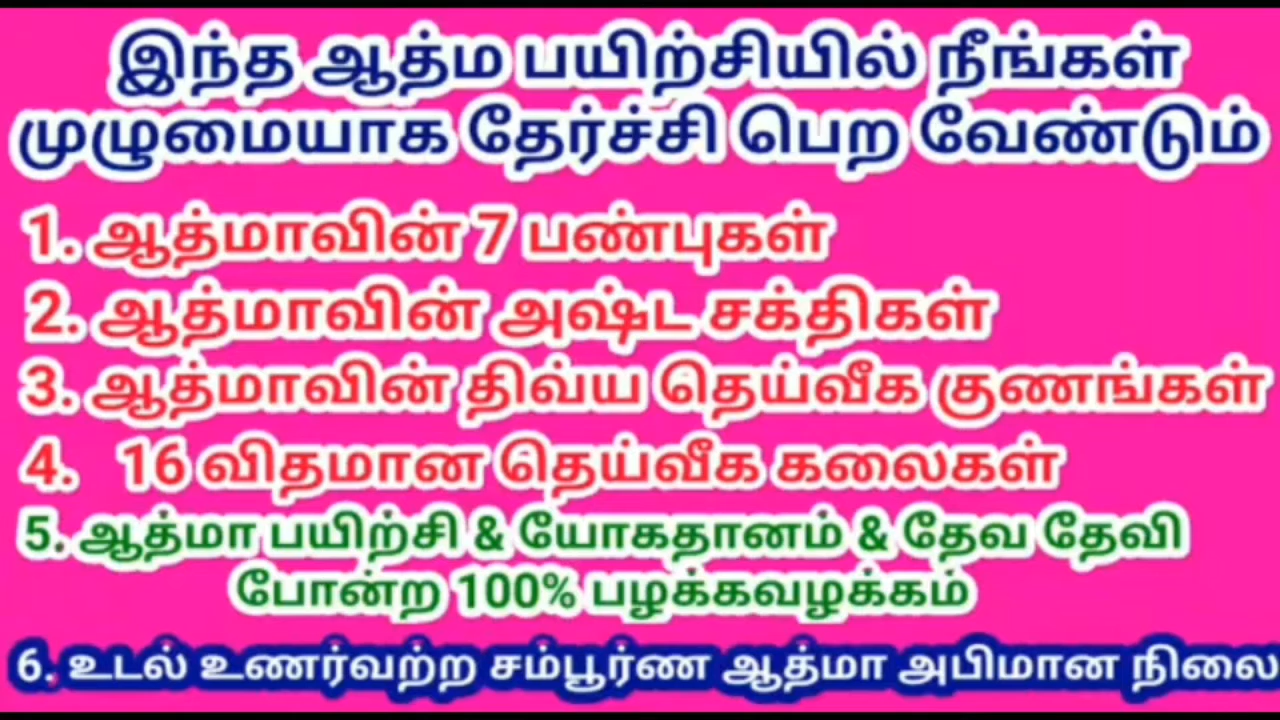 இந்த ஆத்ம பயிற்சியில் நீங்கள்
முழுமையாக தேர்ச்சி பெற வேண்டும்
1. ஆத்மாவின் 7 பண்புகள்
2. ஆத்மாவின் அஷ்ட சக்திகள்
3. ஆத்மாவின் திவ்ய தெய்வீக குணங்கள்
4. 16 விதமான தெய்வீக கலைகள்
5. ஆத்மா பயிற்சி & யோகதானம் & தேவ தேவி
போன்ற 100% பழக்கவழக்கம்
6. உடல் உணர்வற்ற சம்பூர்ண ஆத்மா அபிமான நிலை